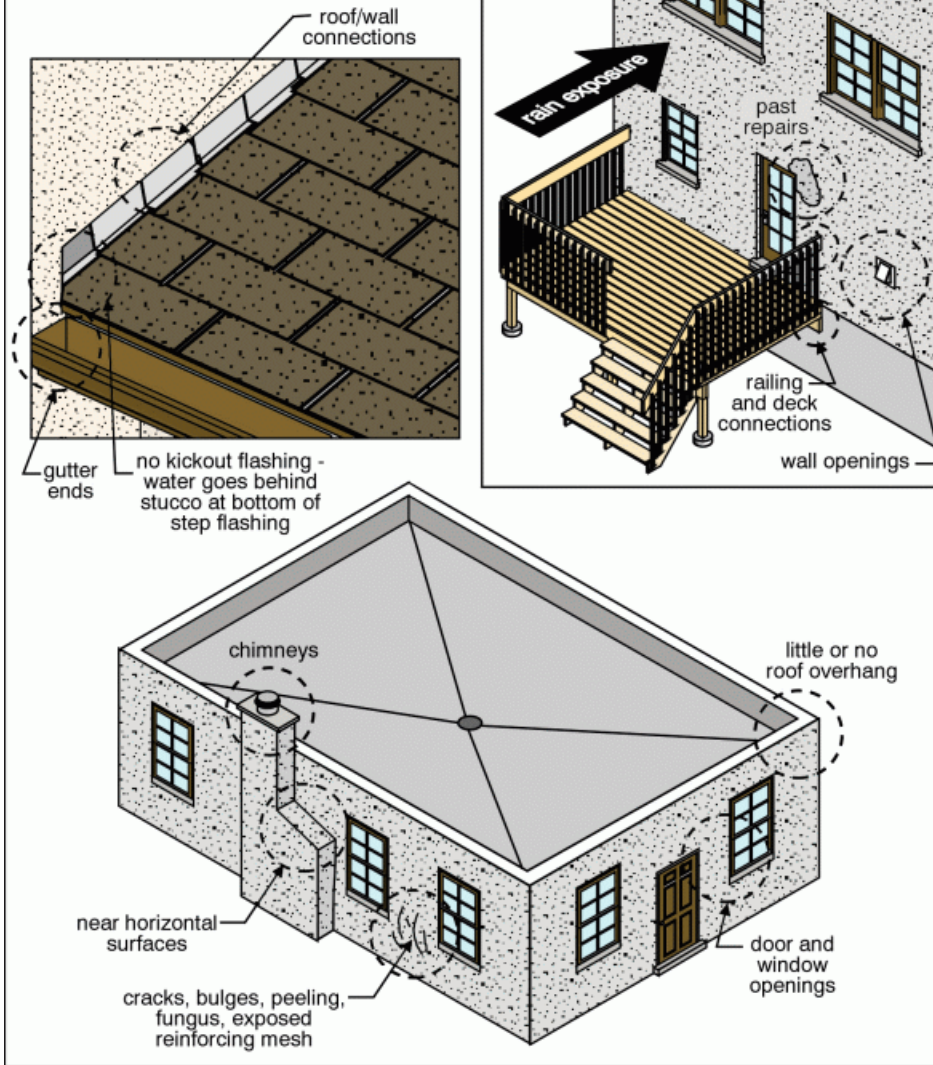 roof/wall
connections
rain exposure
past
repairs
railing
and deck
connections
wall openings
gutter
ends
no kickout flashing -
water goes behind
stucco at bottom of
step flashing
chimneys
little or no
roof overhang
near horizontal
surfaces
cracks, bulges, peeling,
fungus, exposed
reinforcing mesh
door and
window
openings